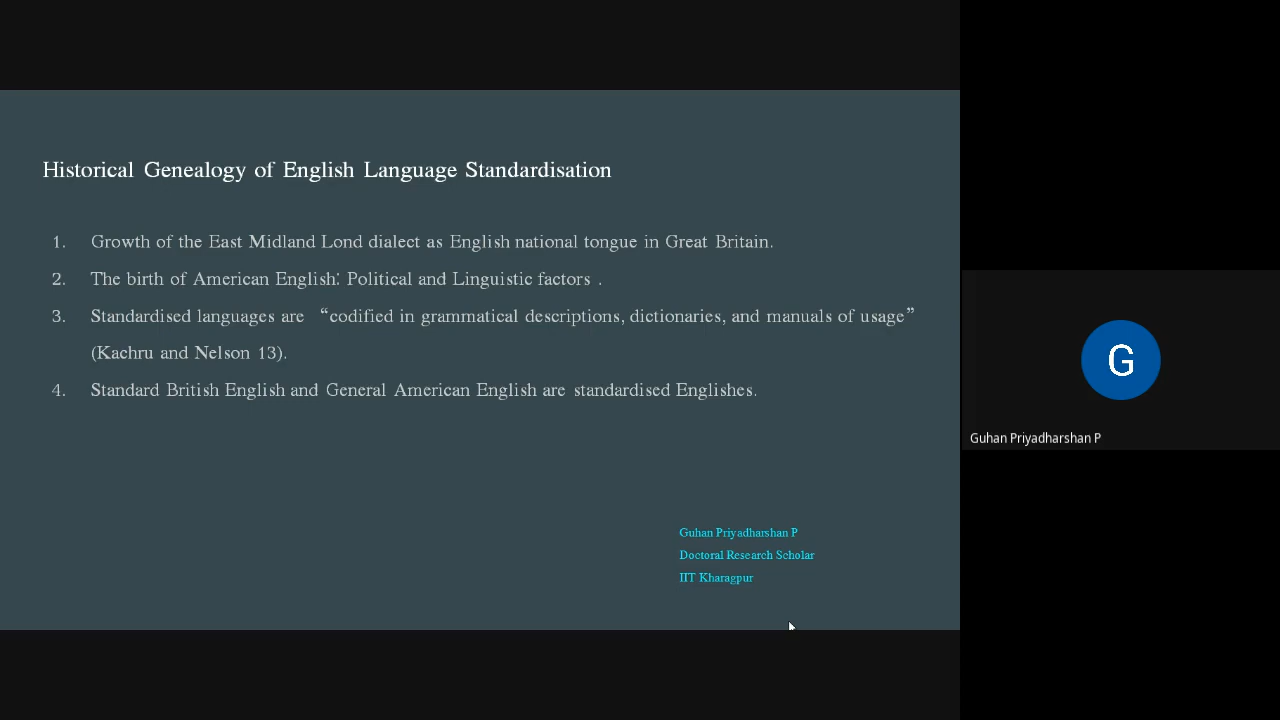 Historical Genealogy of English Language Standardisation
1. Growth of the East Midland Lond dialect as English national tongue in Great Britain.
2. The birth of American English: Political and Linguistic factors .
3. Standardised languages are “codified in grammatical descriptions, dictionaries, and manuals of usage”
(Kachru and Nelson 13).
4. Standard British English and General American English are standardised Englishes.
Guhan Priyadharshan P
Doctoral Research Scholar
IIT Kharagpur
G
Guhan Priyadharshan P